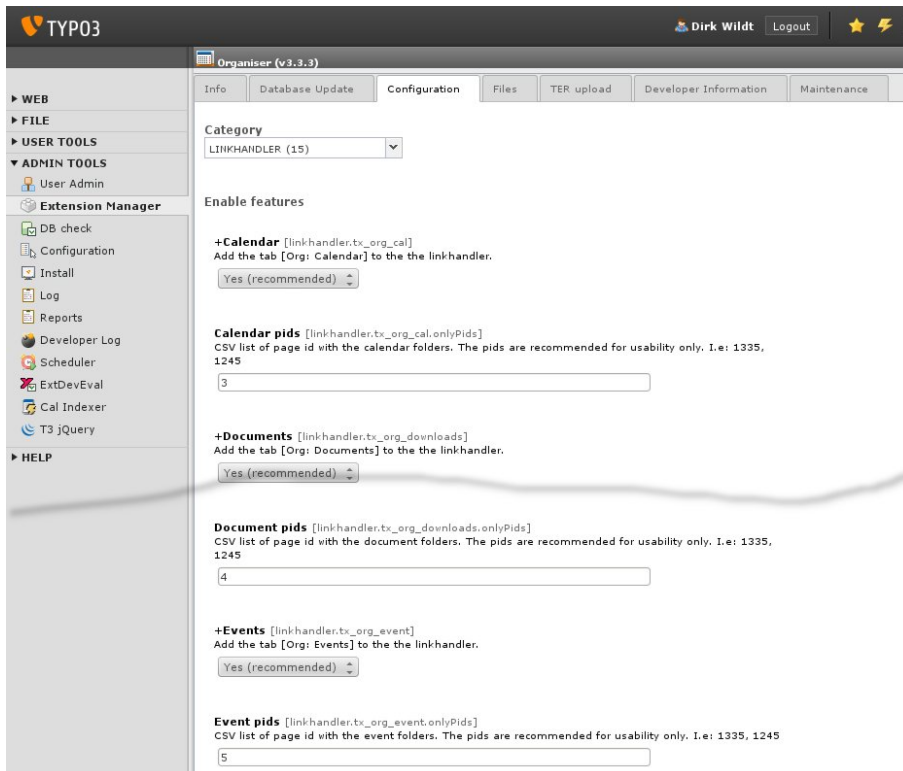 TYPO3
Dirk Wildt
Logout
Organiser (v3.3.3)
Info
Database Update
Configuration
Files
TER upload
Developer Information
Maintenance
WEB
FILE
USER TOOLS
ADMIN TOOLS
User Admin
Extension Manager
DB check
Configuration
Install
Log
Reports
Developer Log
Scheduler
ExtDevEval
Cal Indexer
T3 jQuery
HELP
Category
LINKHANDLER (15)
Enable features
+Calendar [linkhandler.tx_org_cal]
Add the tab [Org: Calendar] to the the linkhandler.
Yes (recommended)
Calendar pids [linkhandler.tx_org_cal.onlyPids]
CSV list of page id with the calendar folders. The pids are recommended for usability only. I.e: 1335,
1245
3
+Documents [linkhandler.tx_org_downloads]
Add the tab [Org: Documents] to the the linkhandler.
Yes (recommended)
Document pids [linkhandler.tx_org_downloads.onlyPids]
CSV list of page id with the document folders. The pids are recommended for usability only. I.e: 1335,
1245
4
+Events [linkhandler.tx_org_event]
Add the tab [Org: Events] to the the linkhandler.
Yes (recommended)
Event pids [linkhandler.tx_org_event.onlyPids]
CSV list of page id with the event folders. The pids are recommended for usability only. I.e: 1335, 1245
5